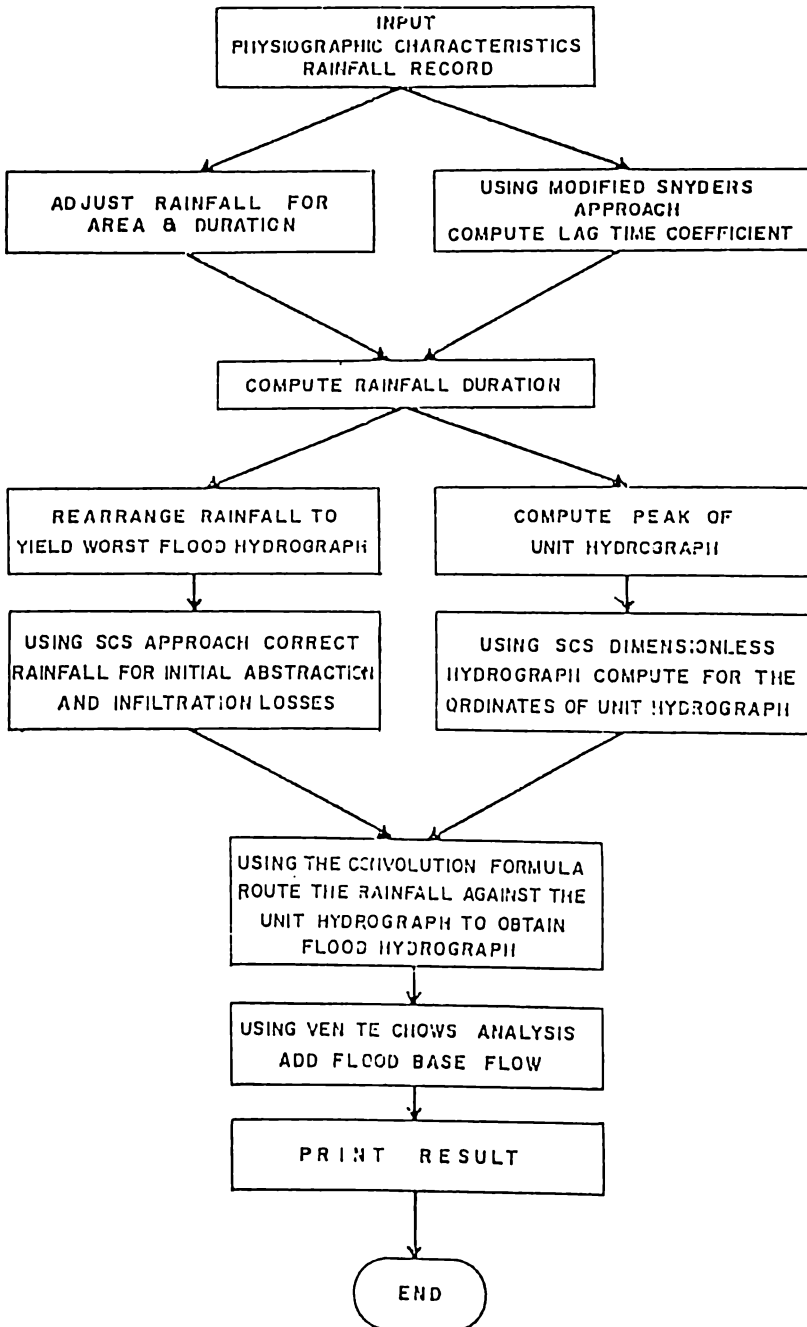 INPUT
PHYSIOGRAPHIC CHARACTERISTICS
RAINFALL RECORD
ADJUST RAINFALL FOR
AREA & DURATION
USING MODIFIED SNYDERS
APPROACH
COMPUTE LAG TIME COEFFICIENT
COMPUTE RAINFALL DURATION
REARRANGE RAINFALL TO
YIELD WORST FLOOD HYDROGRAPH
COMPUTE PEAK OF
UNIT HYDROGRAPH
USING SCS APPROACH CORRECT
RAINFALL FOR INITIAL ABSTRACTION
AND INFILTRATION LOSSES
USING SCS DIMENSIONLESS
HYDROGRAPH COMPUTE FOR THE
ORDINATES OF UNIT HYDROGRAPH
USING THE CONVOLUTION FORMULA
ROUTE THE RAINFALL AGAINST THE
UNIT HYDROGRAPH TO OBTAIN
FLOOD HYDROGRAPH
USING VEN TE CHOWS ANALYSIS
ADD FLOOD BASE FLOW
PRINT RESULT
END